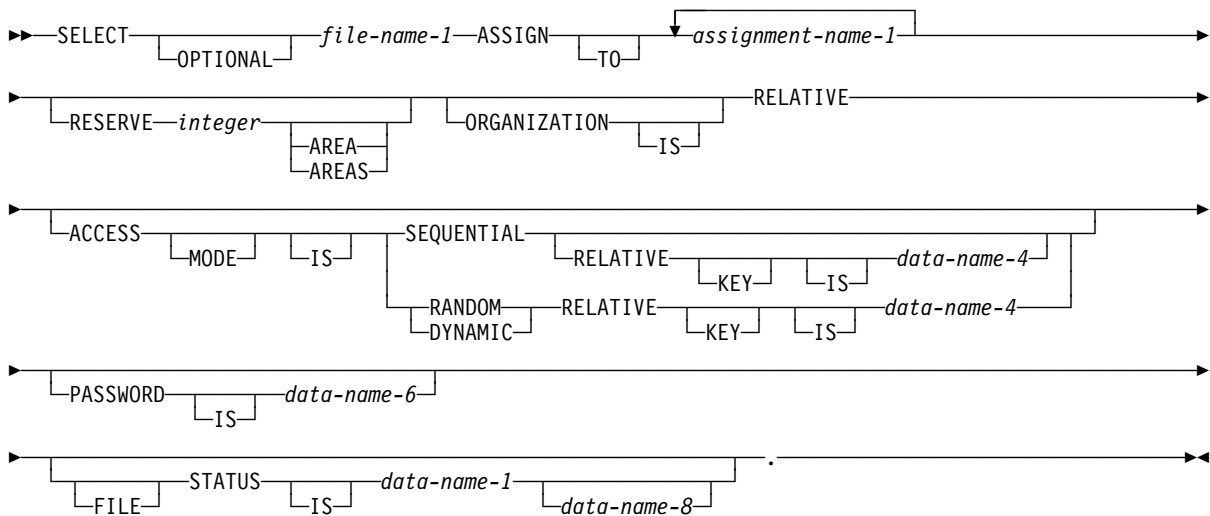 SELECT file-name-1 ASSIGN assignment-name-1
OPTIONAL TO
RELATIVE
RESERVE integer ORGANIZATION
AREA IS
AREAS
ACCESS SEQUENTIAL
MODE IS RELATIVE data-name-4
KEY IS
RANDOM RELATIVE data-name-4
DYNAMIC KEY IS
PASSWORD data-name-6
IS
.
STATUS data-name-1
FILE IS data-name-8